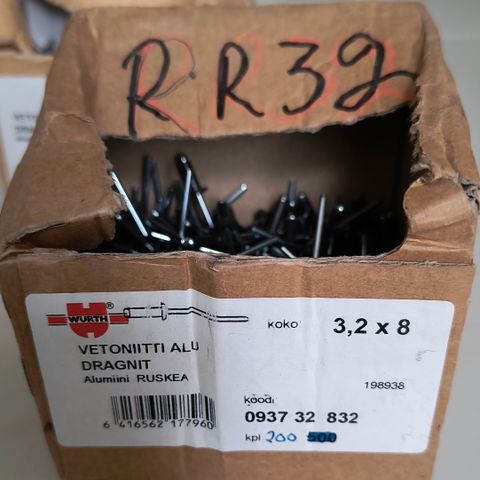 RR32
WÜRTH
®
KOKO 3,2 x 8
VETONIITTI ALU
DRAGNIT
Alumiini RUSKEA
198938
koodi
0937 32 832
6 416562 177960
kpl 200 500
VETO